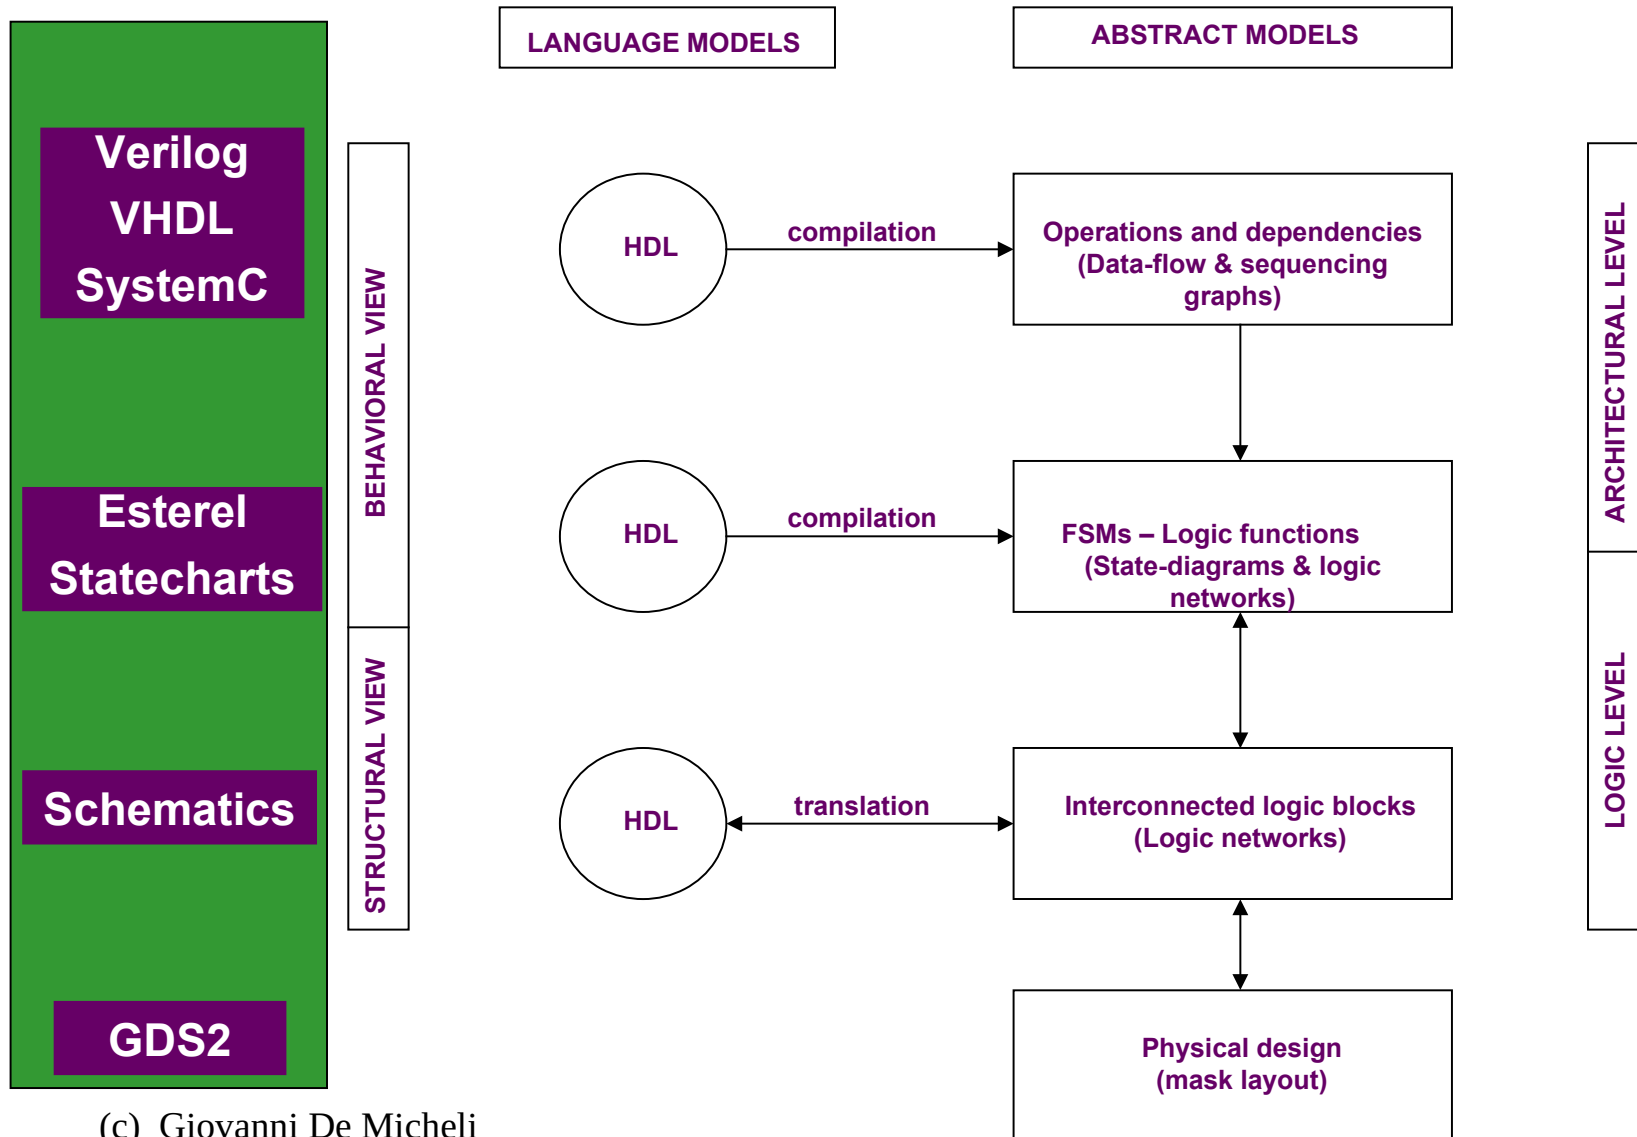 LANGUAGE MODELS
ABSTRACT MODELS
Verilog
VHDL
SystemC
BEHAVIORAL VIEW
HDL
compilation
Operations and dependencies
(Data-flow & sequencing
graphs)
ARCHITECTURAL LEVEL
Esterel
Statecharts
HDL
compilation
FSMs – Logic functions
(State-diagrams & logic
networks)
STRUCTURAL VIEW
LOGIC LEVEL
Schematics
HDL
translation
Interconnected logic blocks
(Logic networks)
GDS2
Physical design
(mask layout)
(c) Giovanni De Micheli